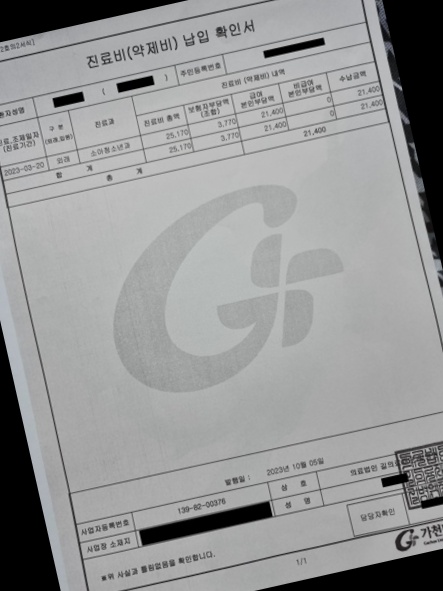 2호의2서식]
진료비(약제비) 납입 확인서
환자성명 ( ) 주민등록번호
진료.조제일자 (진료기간) 구 분 (외래,입원) 진료과 진료비 (약제비) 내역
진료비 총액 보험자부담액 (조합) 급여 본인부담액 비급여 본인부담액 수납금액
2023-03-20 외래 소아청소년과 25,170 3,770 21,400 0 21,400
합 계 25,170 3,770 21,400 0 21,400
총 계 21,400
발행일 : 2023년 10월 05일
사업자등록번호 139-82-00376 상 호 의료법인 길의료
사업장 소재지 성 명
담당자확인
※위 사실과 틀림없음을 확인합니다.
1/1
가천